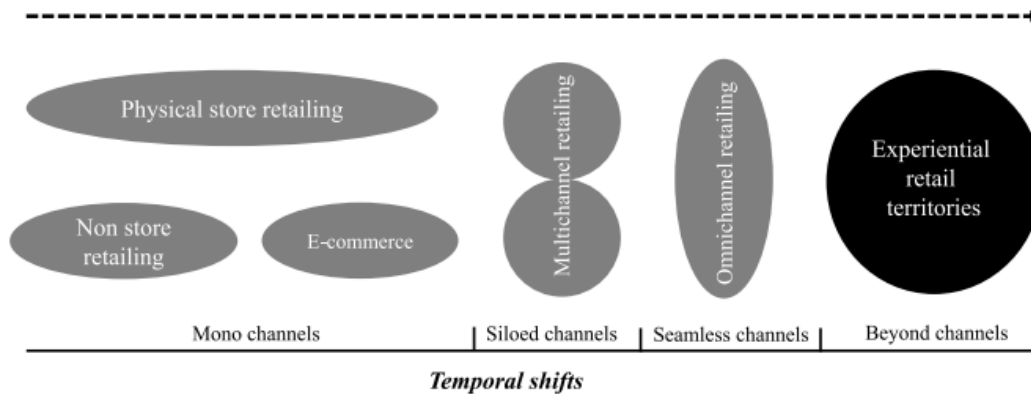 Physical store retailing
Non store
retailing
E-commerce
Multichannel retailing
Omnichannel retailing
Experiential
retail
territories
Mono channels
Siloed channels
Seamless channels
Beyond channels
Temporal shifts